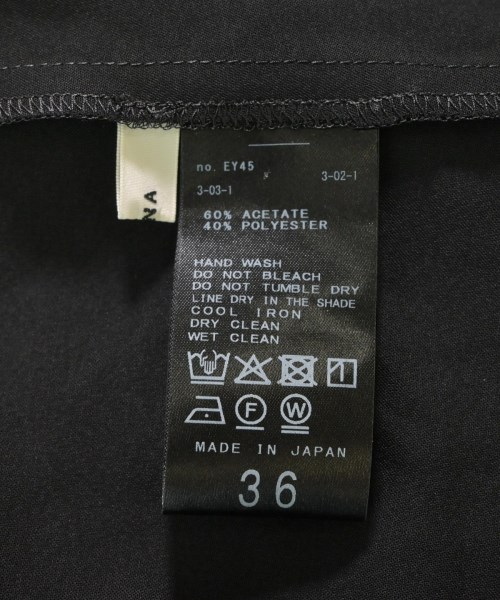 no. EY45
3-02-1
3-03-1
60% ACETATE
40% POLYESTER
HAND WASH
DO NOT BLEACH
DO NOT TUMBLE DRY
LINE DRY IN THE SHADE
COOL IRON
DRY CLEAN
WET CLEAN
F W
MADE IN JAPAN
36
NA